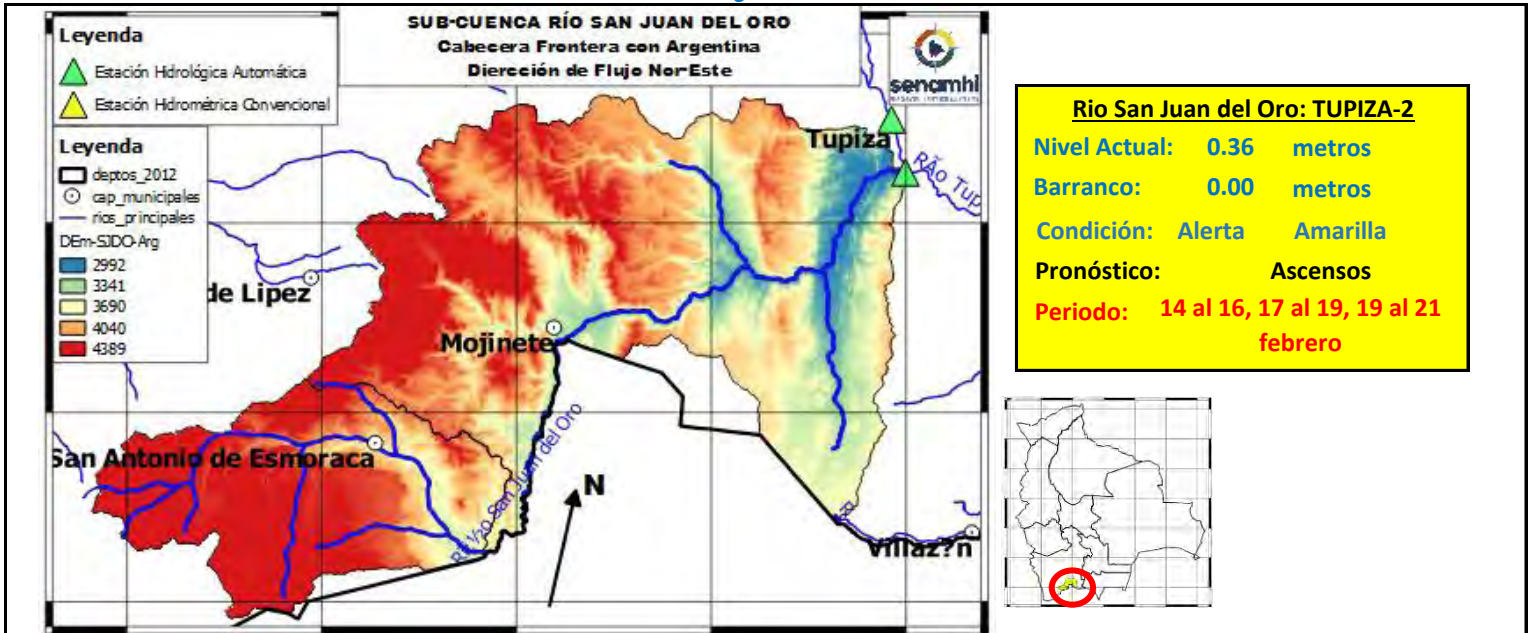 SUB-CUENCA RÍO SAN JUAN DEL ORO
Cabecera Frontera con Argentina
Diercción de Flujo Nor-Este
Leyenda
Estación Hidrológica Automática
Estación Hidrométrica Convencional
senamhi
Leyenda
deptos_2012
cap_municipales
rios_principales
DEm-SJDO-Arg
2992
3341
3690
4040
4389
Tupiza
RÃo Tup
de Lipez
Mojinete
San Antonio de Esmoraca
San Juan del Oro
N
Villaz?n
Rio San Juan del Oro: TUPIZA-2
Nivel Actual: 0.36 metros
Barranco: 0.00 metros
Condición: Alerta Amarilla
Pronóstico: Ascensos
Periodo: 14 al 16, 17 al 19, 19 al 21
febrero